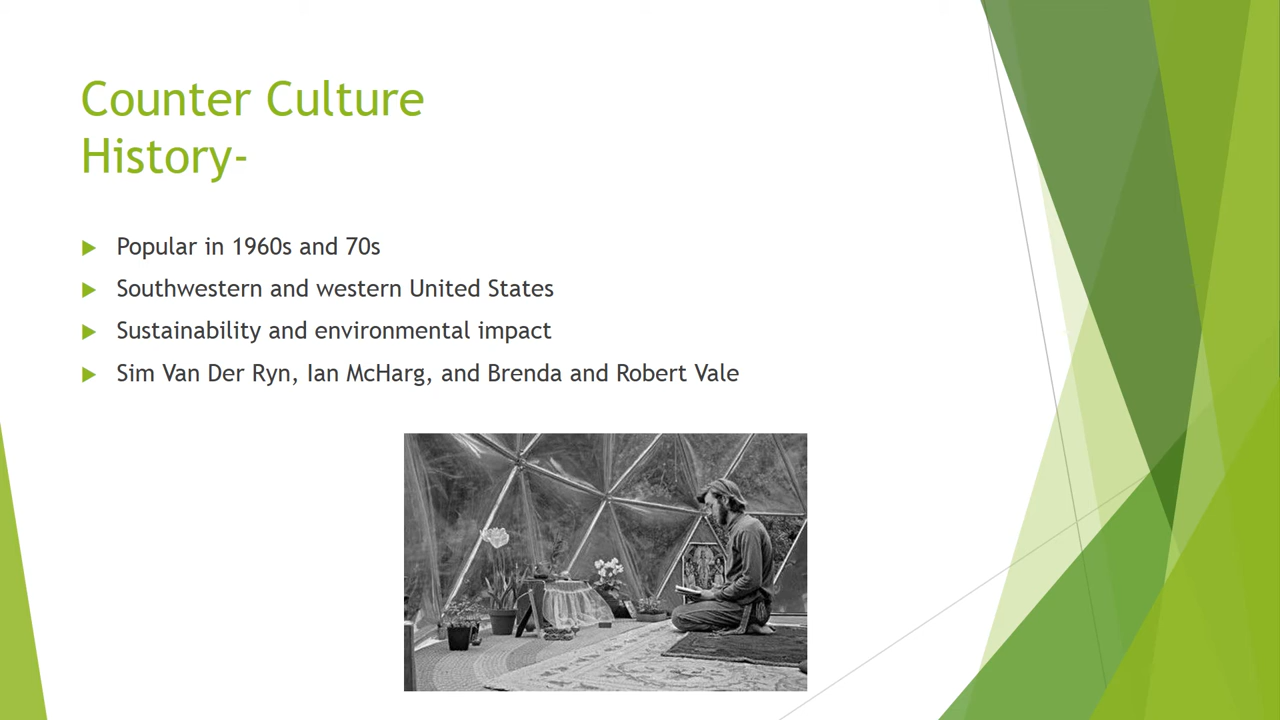 Counter Culture
History-
Popular in 1960s and 70s
Southwestern and western United States
Sustainability and environmental impact
Sim Van Der Ryn, Ian McHarg, and Brenda and Robert Vale